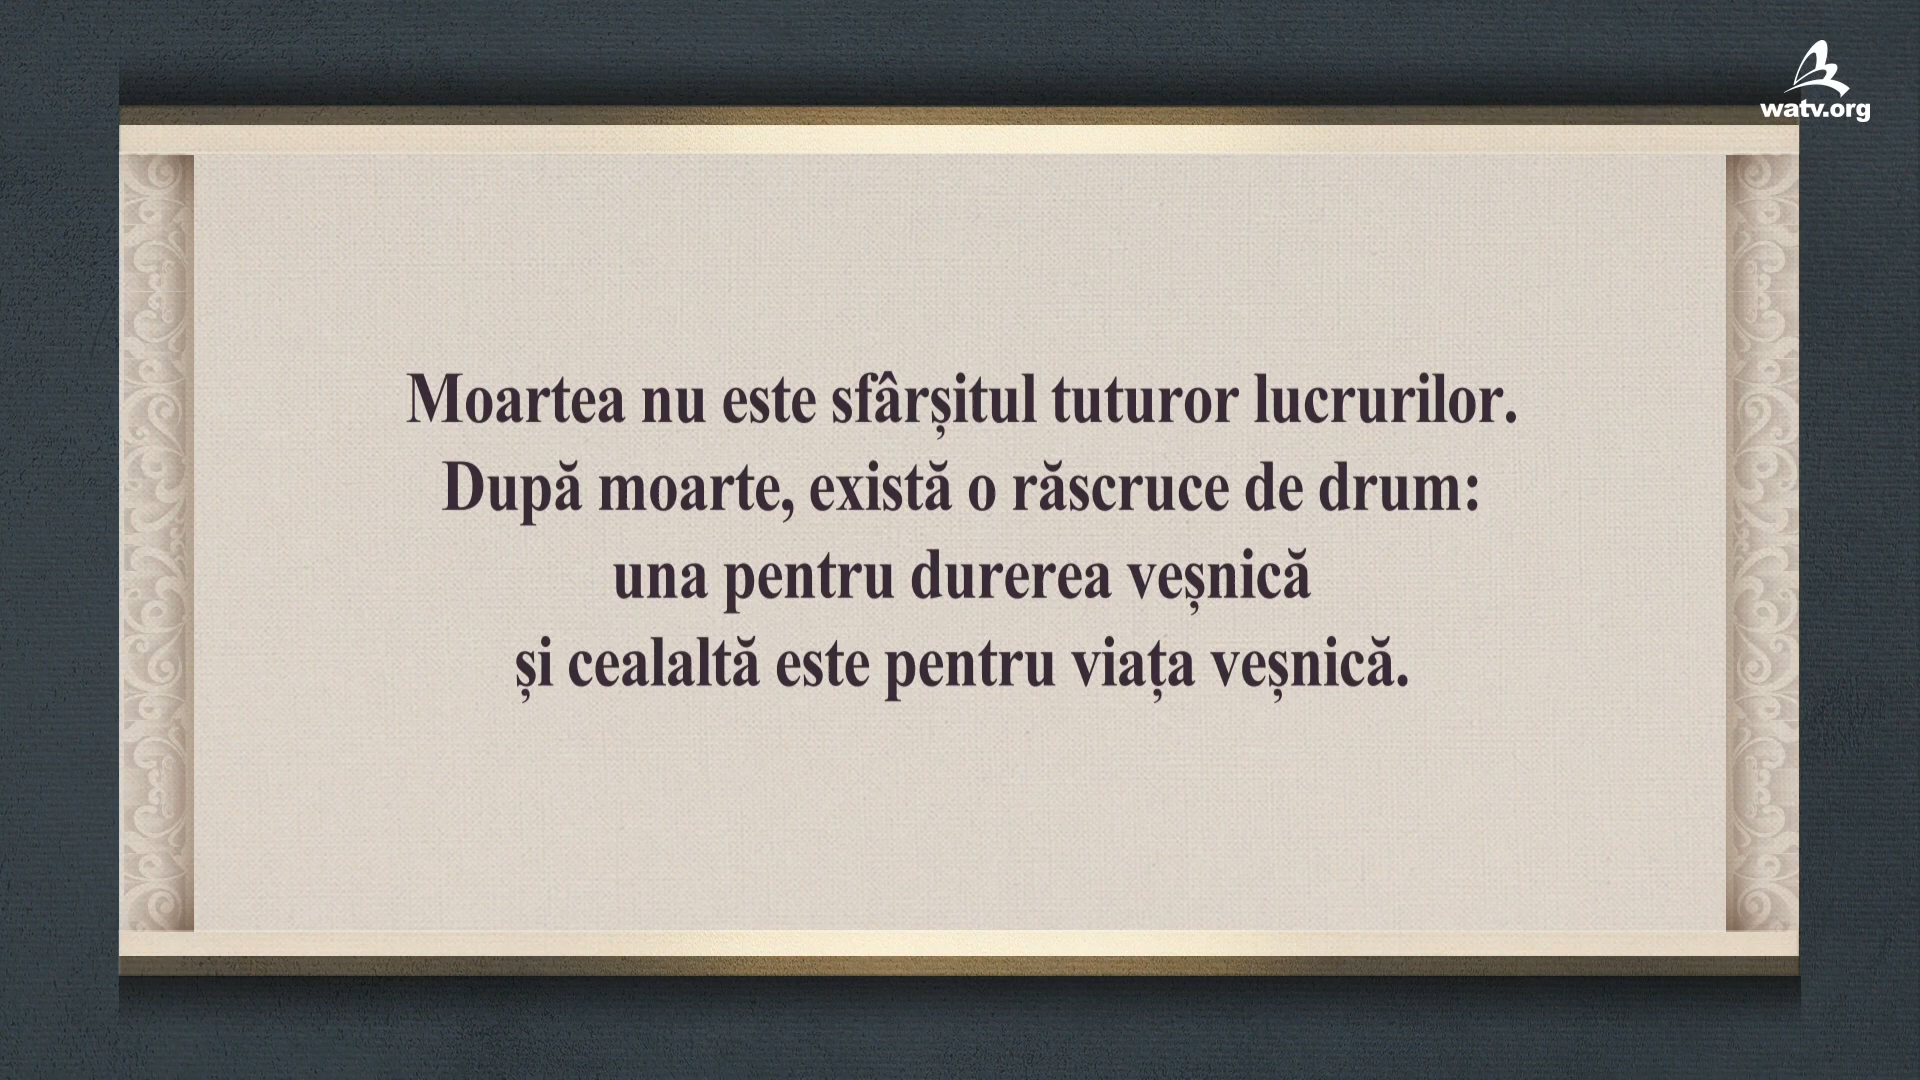 watv.org
Moartea nu este sfârșitul tuturor lucrurilor.
După moarte, există o răscruce de drum:
una pentru durerea veșnică
și cealaltă este pentru viața veșnică.